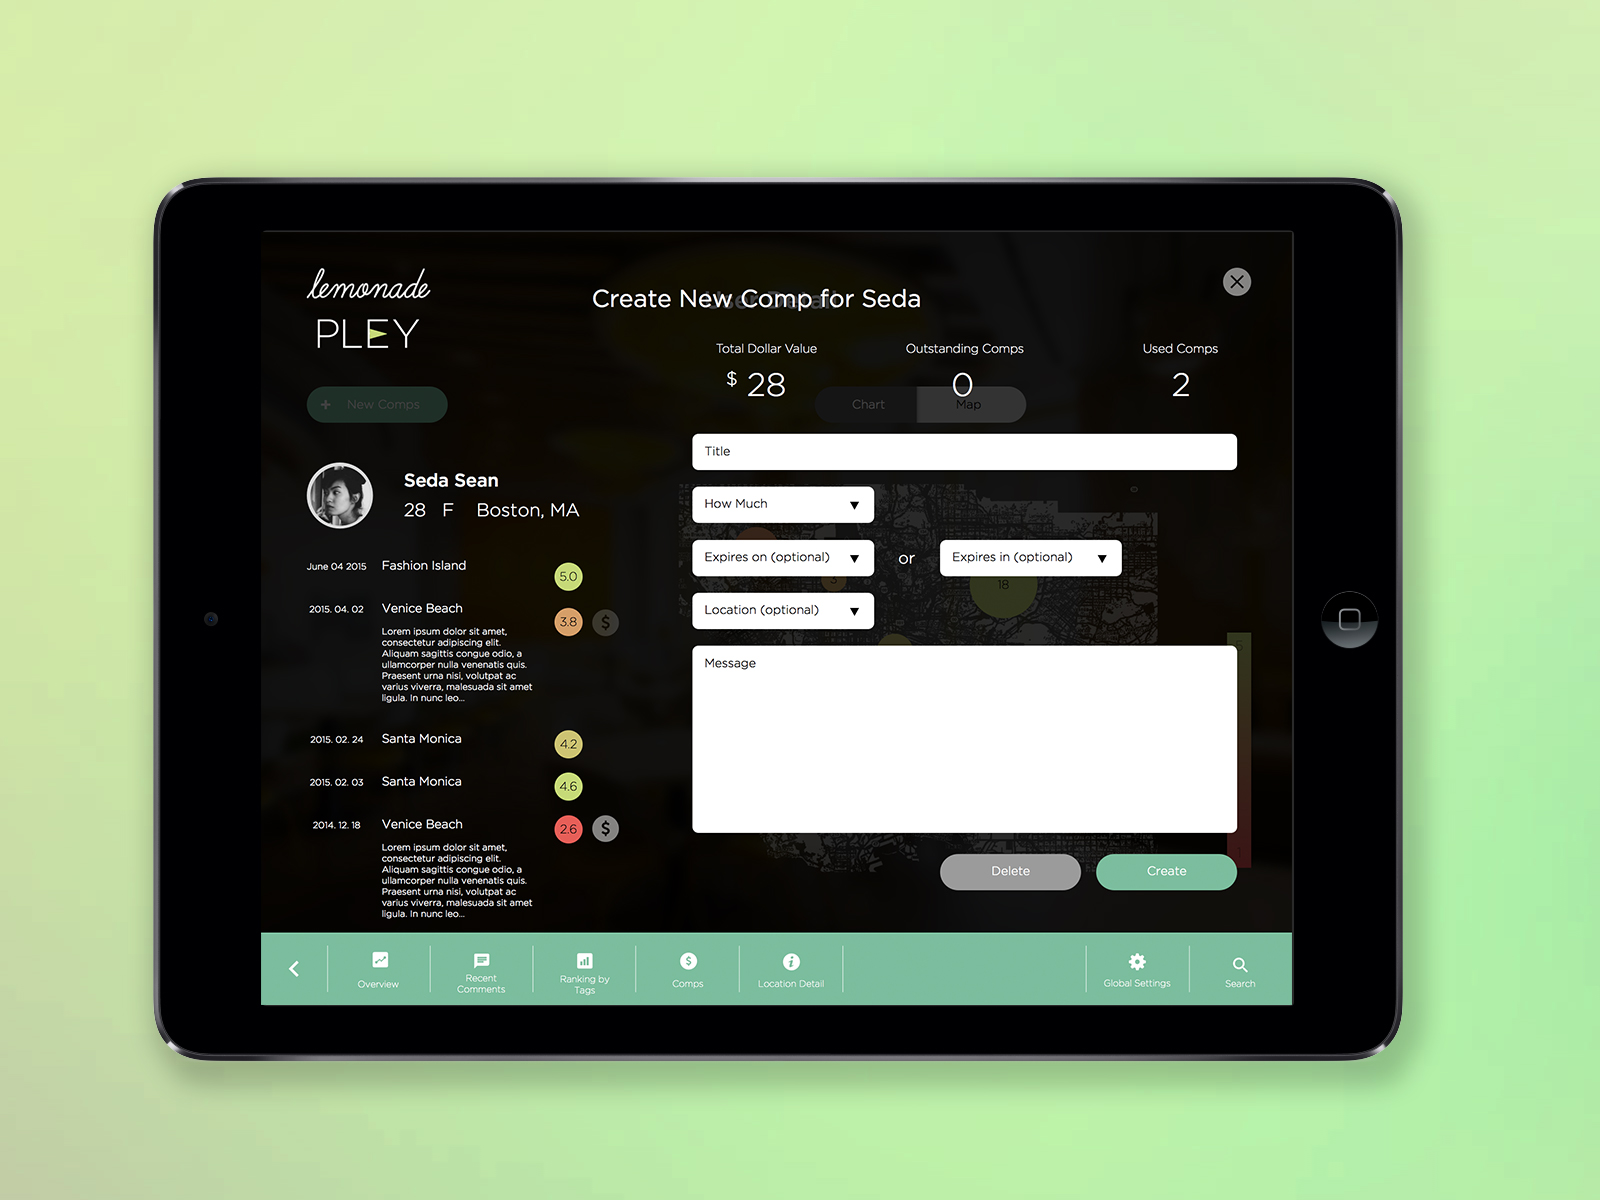 lemonade
PLEY
Create New Comp for Seda
User Detail
Total Dollar Value
$ 28
Outstanding Comps
0
Used Comps
2
+ New Comps
Chart
Map
Seda Sean
28 F Boston, MA
June 04 2015 Fashion Island
5.0
2015. 04. 02 Venice Beach
3.8 $
Lorem ipsum dolor sit amet,
consectetur adipiscing elit.
Aliquam sagittis congue odio, a
ullamcorper nulla venenatis quis.
Praesent urna nisi, volutpat ac
varius viverra, malesuada sit amet
ligula. In nunc leo...
2015. 02. 24 Santa Monica
4.2
2015. 02. 03 Santa Monica
4.6
2014. 12. 18 Venice Beach
2.6 $
Lorem ipsum dolor sit amet,
consectetur adipiscing elit.
Aliquam sagittis congue odio, a
ullamcorper nulla venenatis quis.
Praesent urna nisi, volutpat ac
varius viverra, malesuada sit amet
ligula. In nunc leo...
Title
How Much
Expires on (optional)
or
Expires in (optional)
18
Location (optional)
Message
Delete
Create
Overview
Recent
Comments
Ranking by
Tags
$
Comps
Location Detail
Global Settings
Search